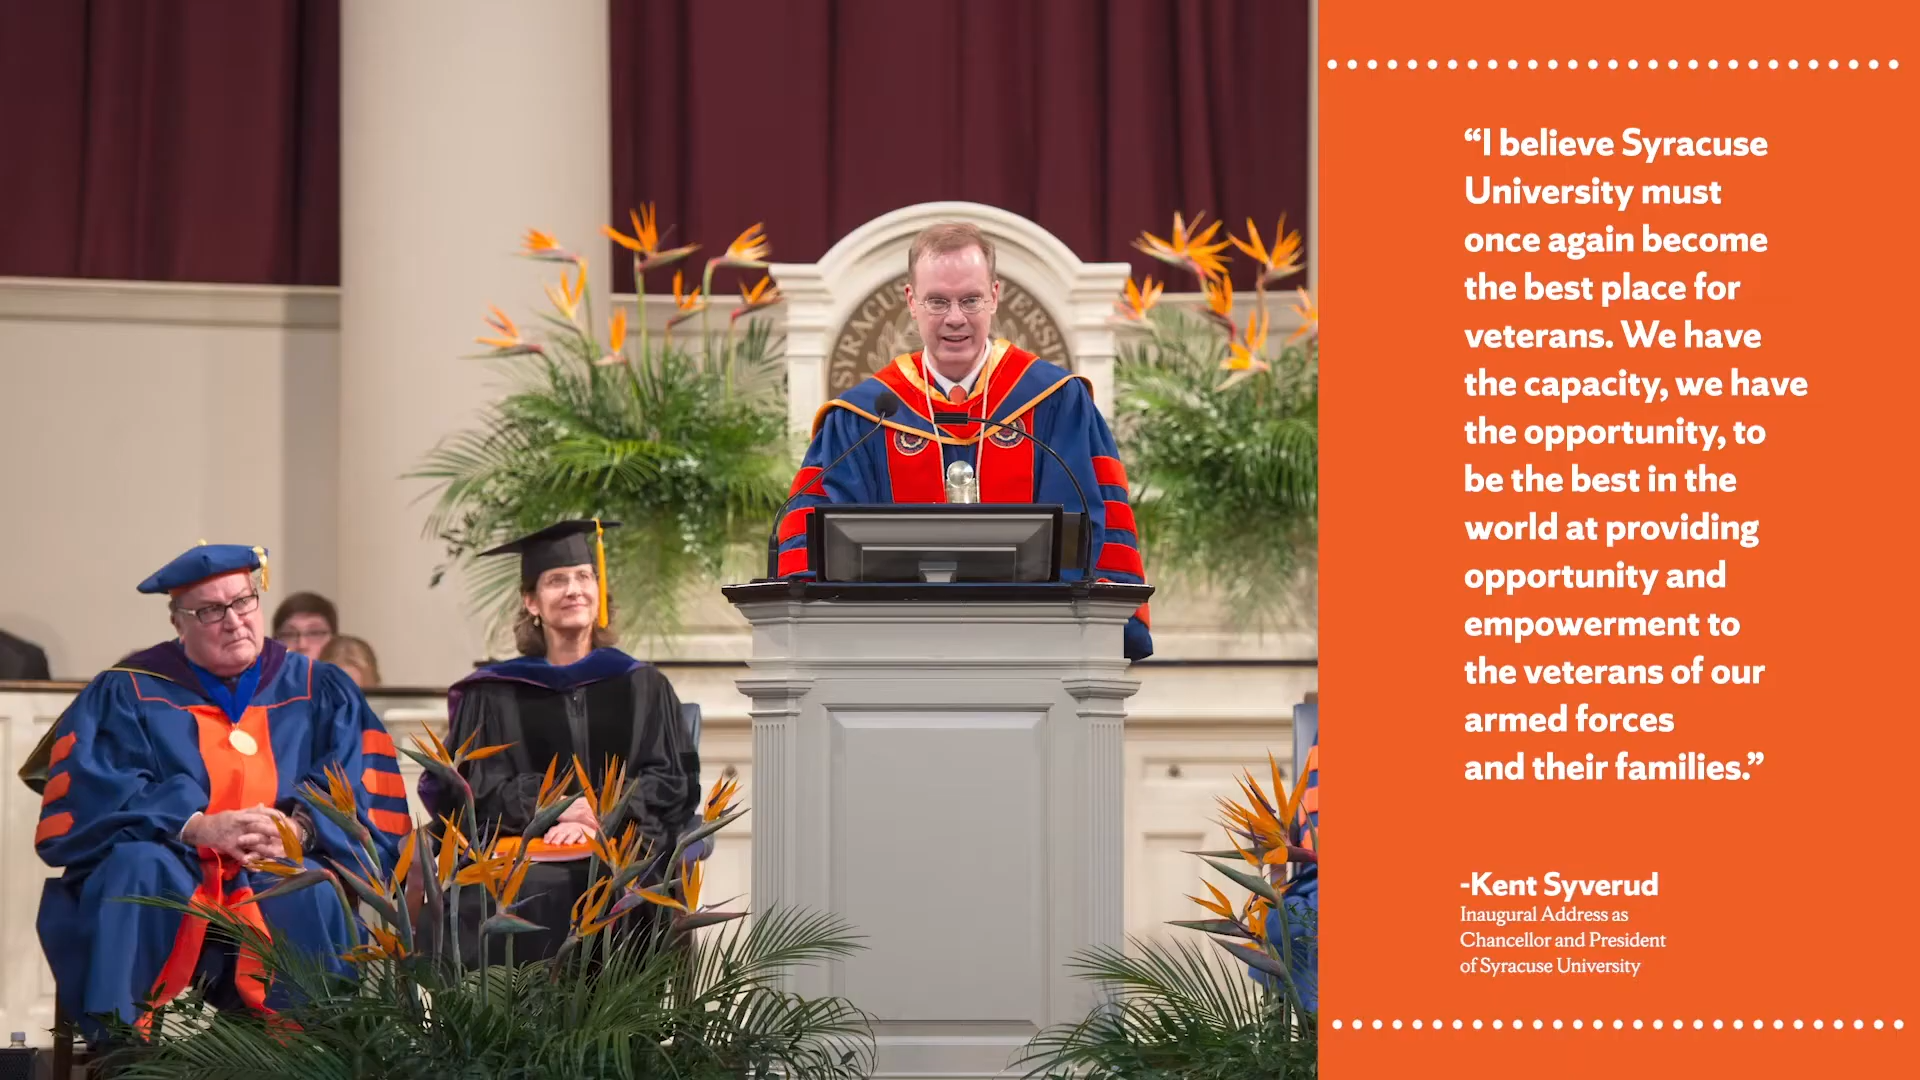 SYRACUSE UNIVERSITY
“I believe Syracuse
University must
once again become
the best place for
veterans. We have
the capacity, we have
the opportunity, to
be the best in the
world at providing
opportunity and
empowerment to
the veterans of our
armed forces
and their families.”
-Kent Syverud
Inaugural Address as
Chancellor and President
of Syracuse University